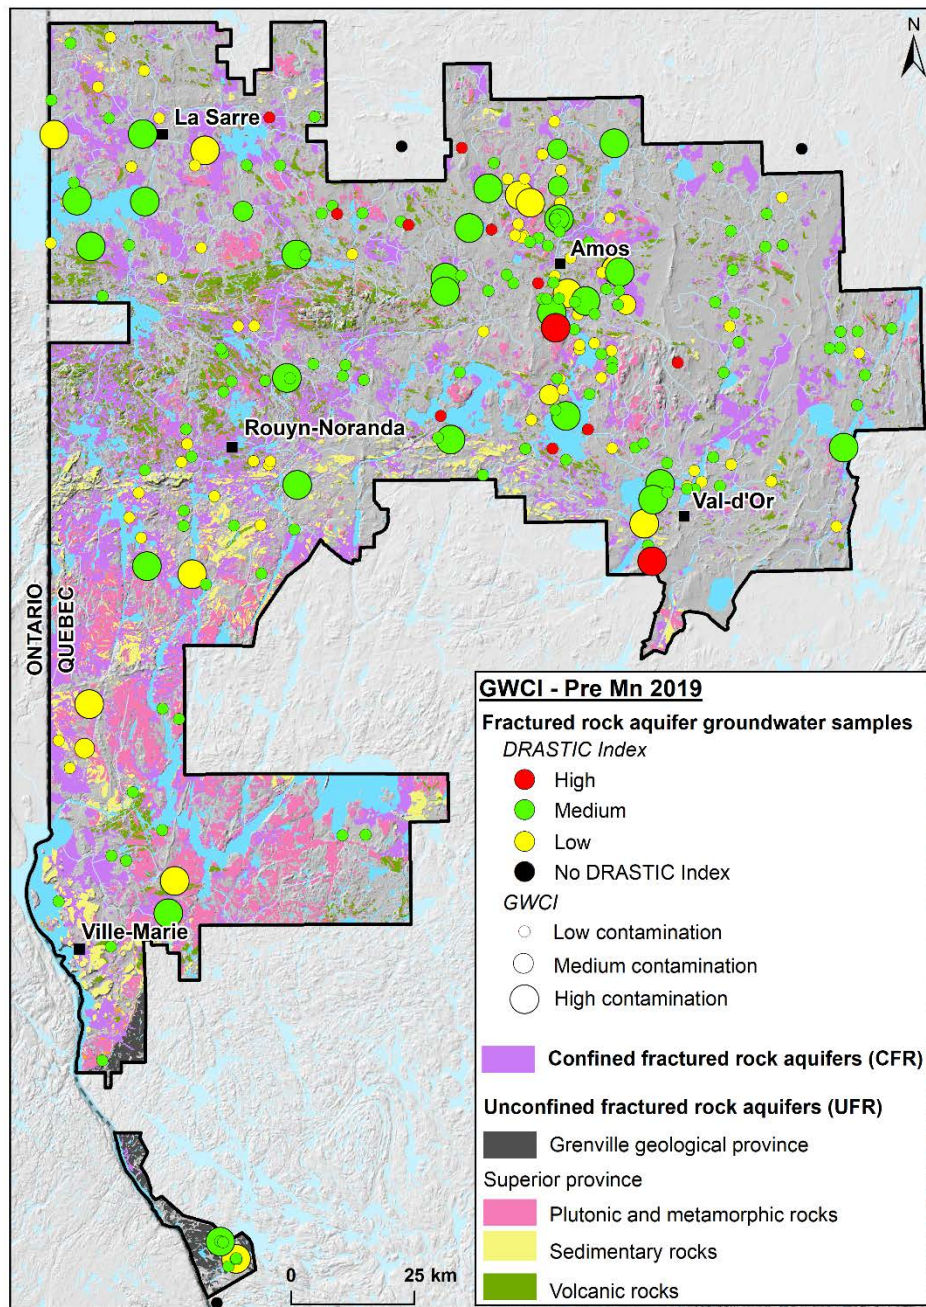 N
La Sarre
Amos
Rouyn-Noranda
Val-d'Or
ONTARIO
QUEBEC
Ville-Marie
0 25 km
GWCI - Pre Mn 2019
Fractured rock aquifer groundwater samples
DRASTIC Index
High
Medium
Low
No DRASTIC Index
GWCI
Low contamination
Medium contamination
High contamination
Confined fractured rock aquifers (CFR)
Unconfined fractured rock aquifers (UFR)
Grenville geological province
Superior province
Plutonic and metamorphic rocks
Sedimentary rocks
Volcanic rocks